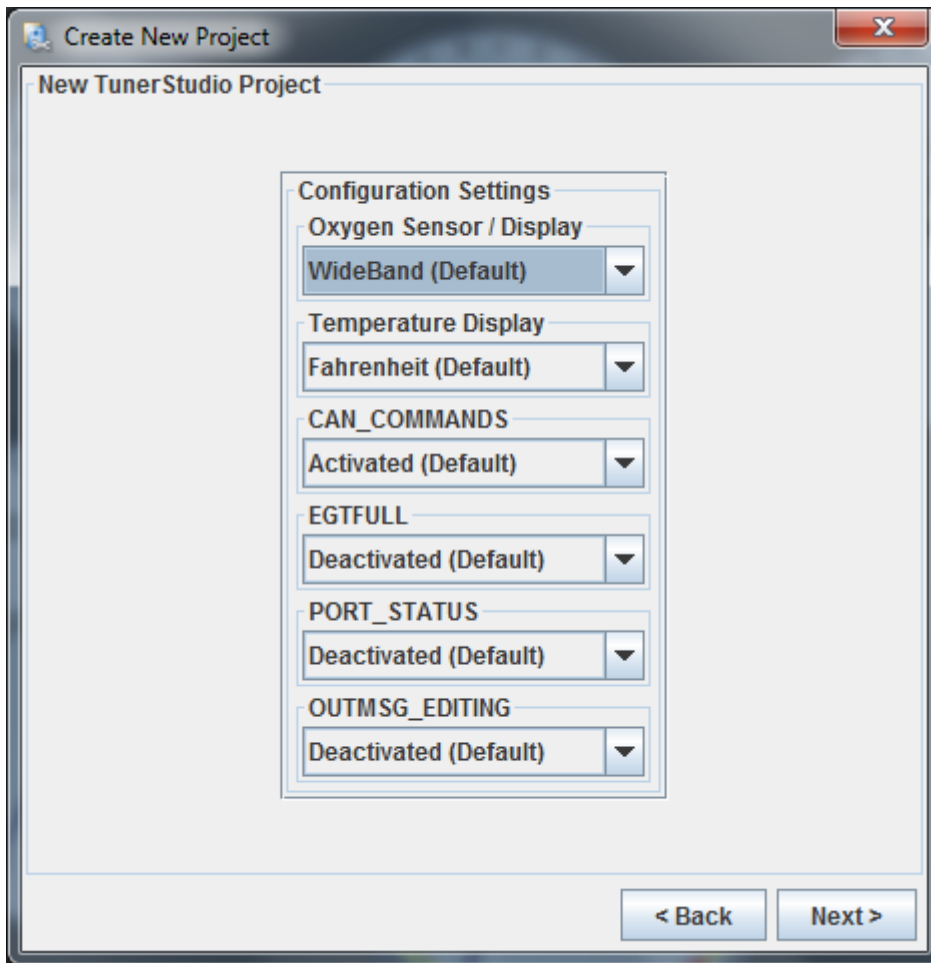 Create New Project
New TunerStudio Project
Configuration Settings
Oxygen Sensor / Display
WideBand (Default)
Temperature Display
Fahrenheit (Default)
CAN_COMMANDS
Activated (Default)
EGTFULL
Deactivated (Default)
PORT_STATUS
Deactivated (Default)
OUTMSG_EDITING
Deactivated (Default)
< Back
Next >